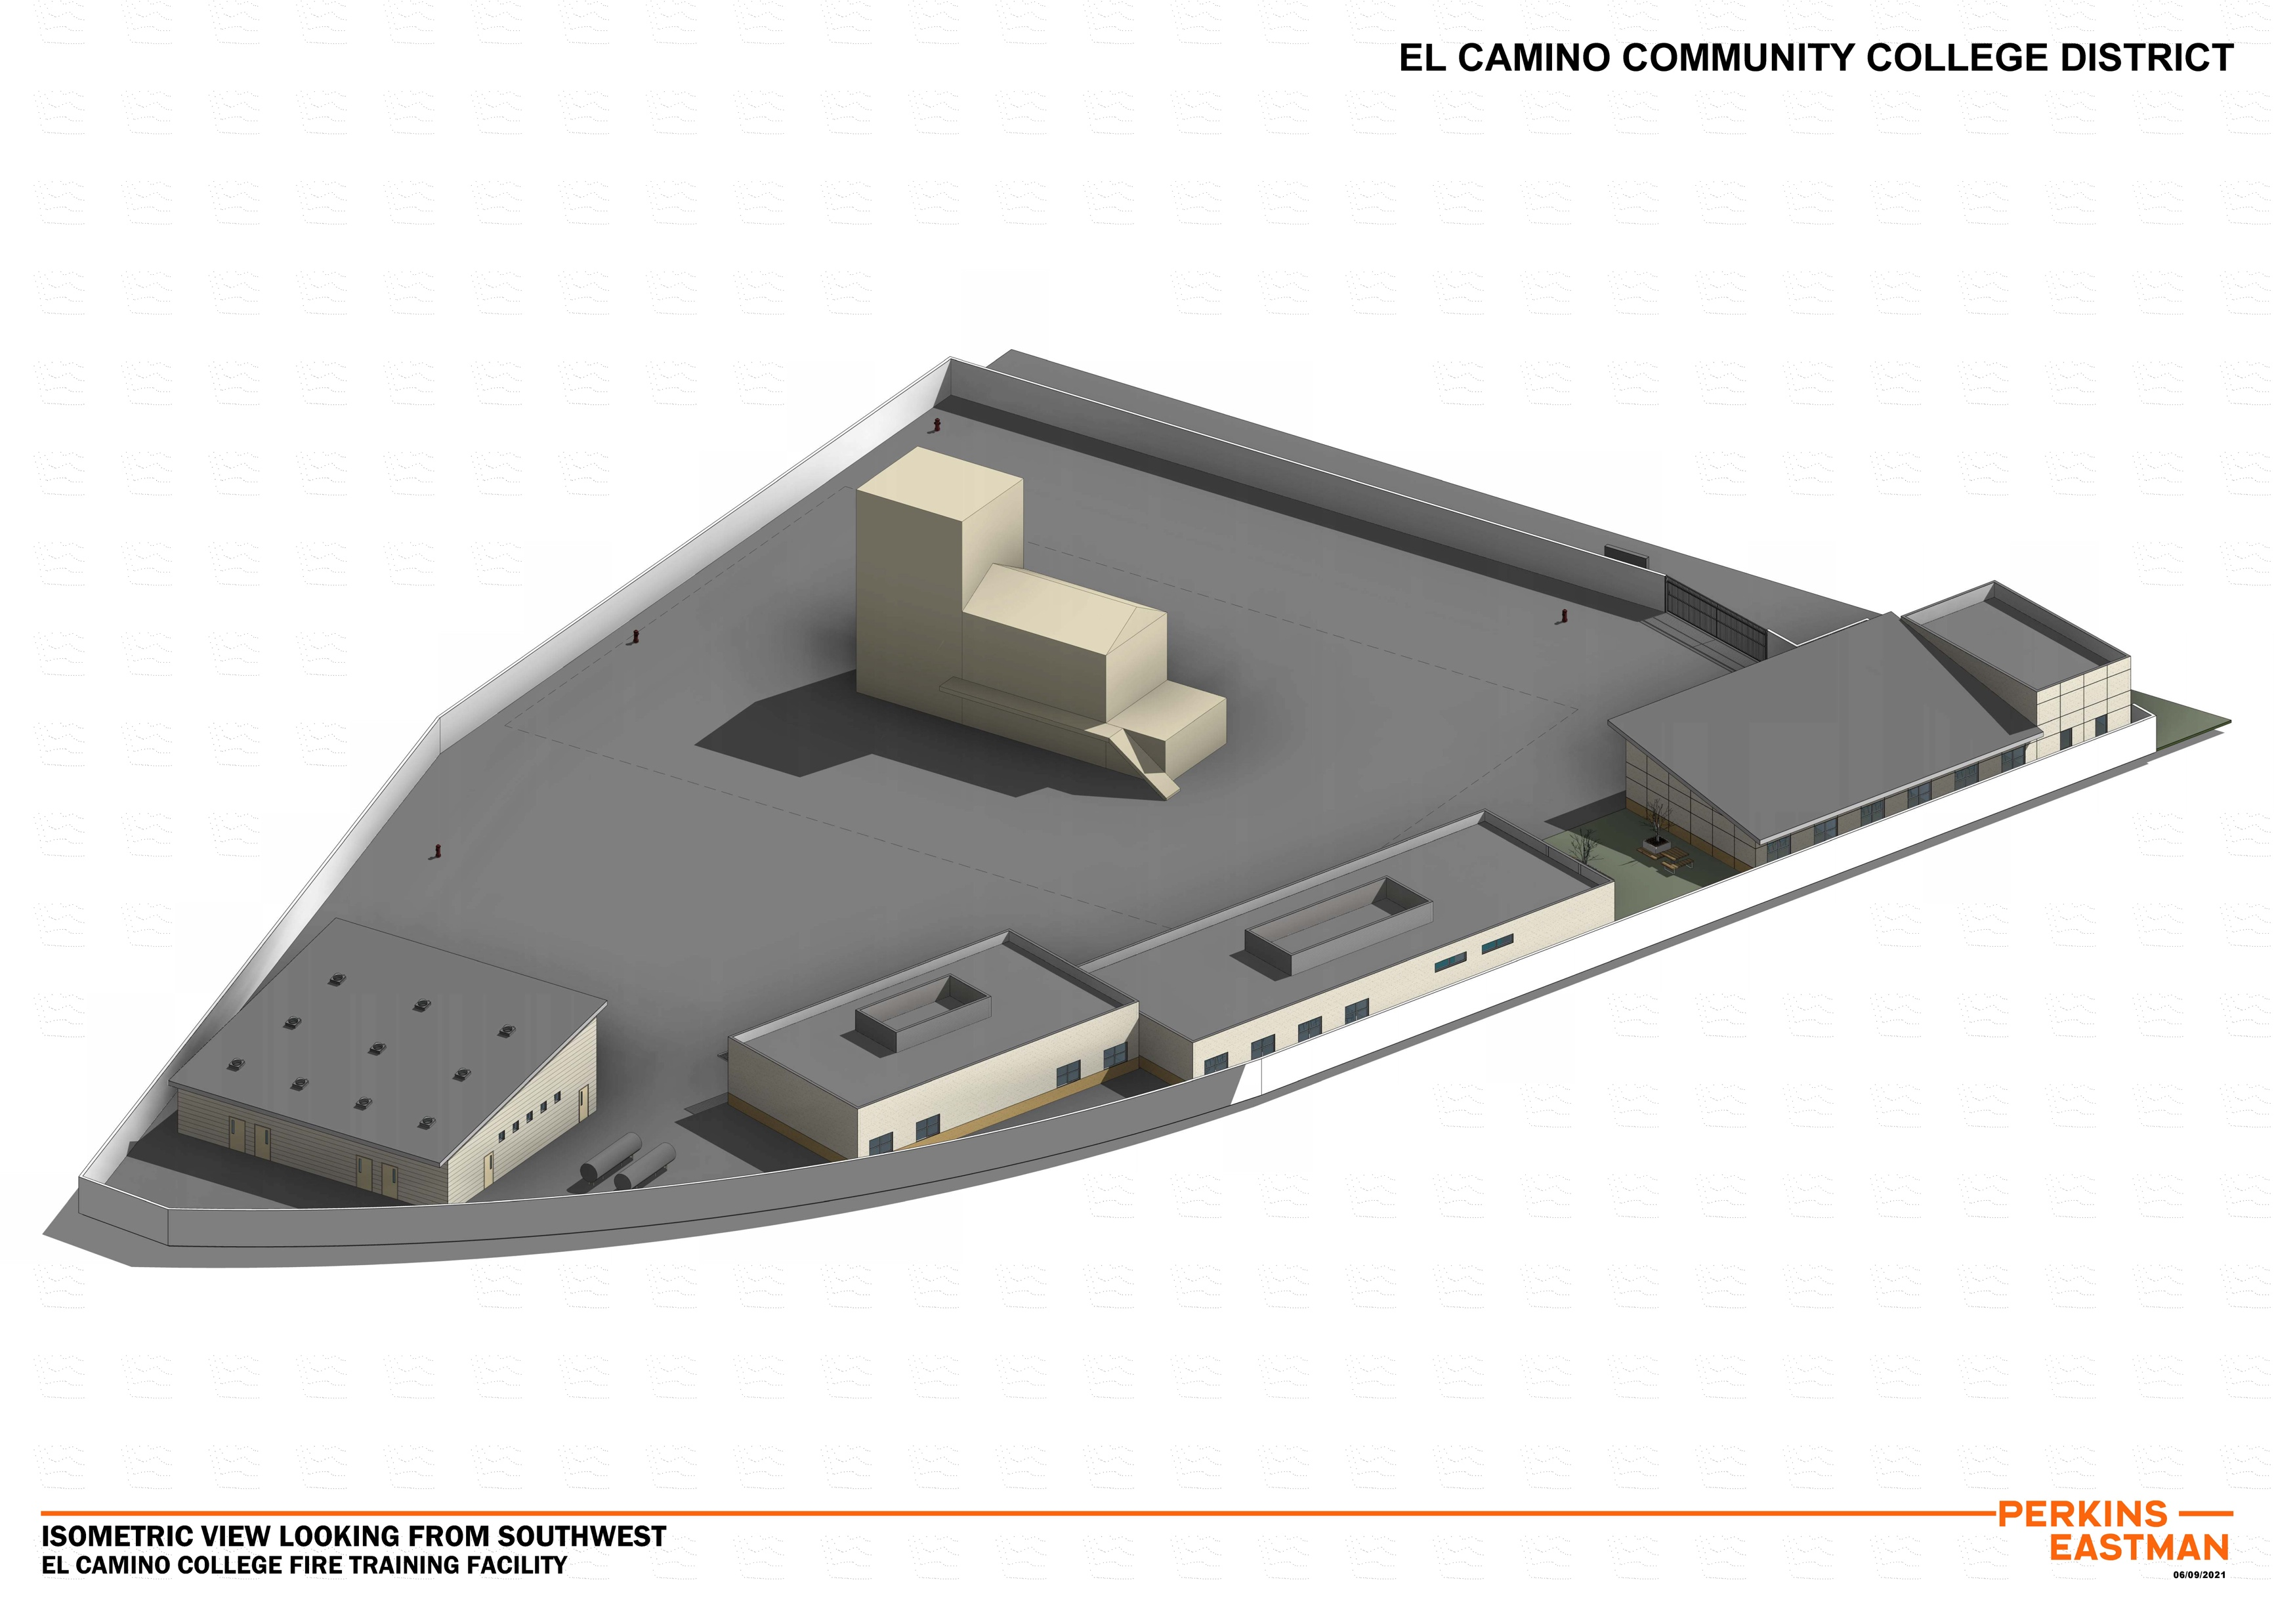 EL CAMINO COMMUNITY COLLEGE DISTRICT
ISOMETRIC VIEW LOOKING FROM SOUTHWEST
EL CAMINO COLLEGE FIRE TRAINING FACILITY
PERKINS
EASTMAN
06/09/2021